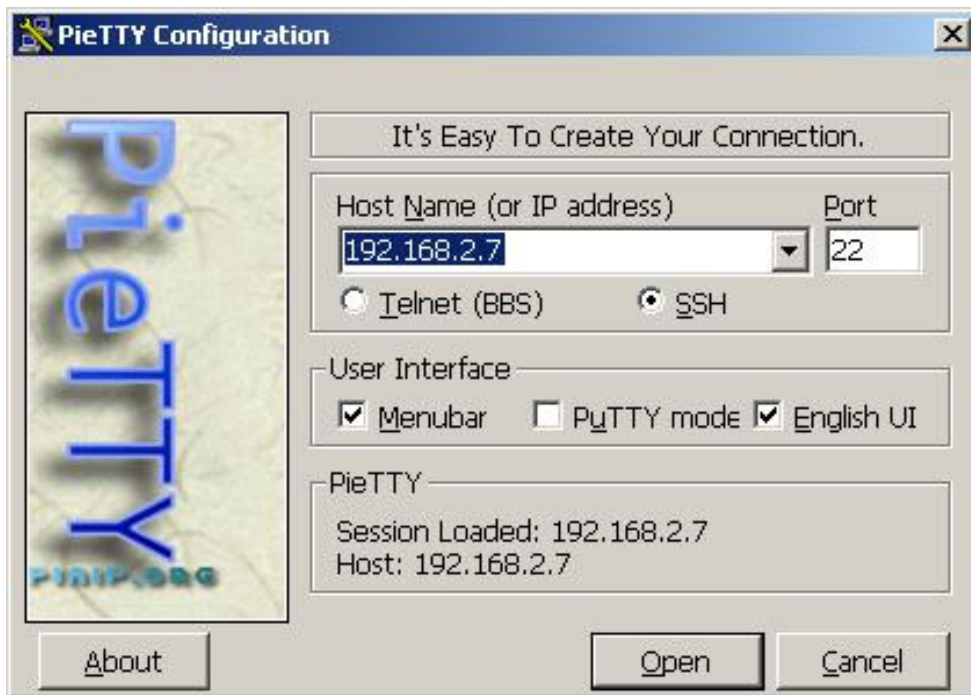 PieTTY Configuration
PieTTY
PIAIP.ORG
It's Easy To Create Your Connection.
Host Name (or IP address) Port
192.168.2.7 22
Telnet (BBS) SSH
User Interface
Menubar PuTTY mode English UI
PieTTY
Session Loaded: 192.168.2.7
Host: 192.168.2.7
About Open Cancel